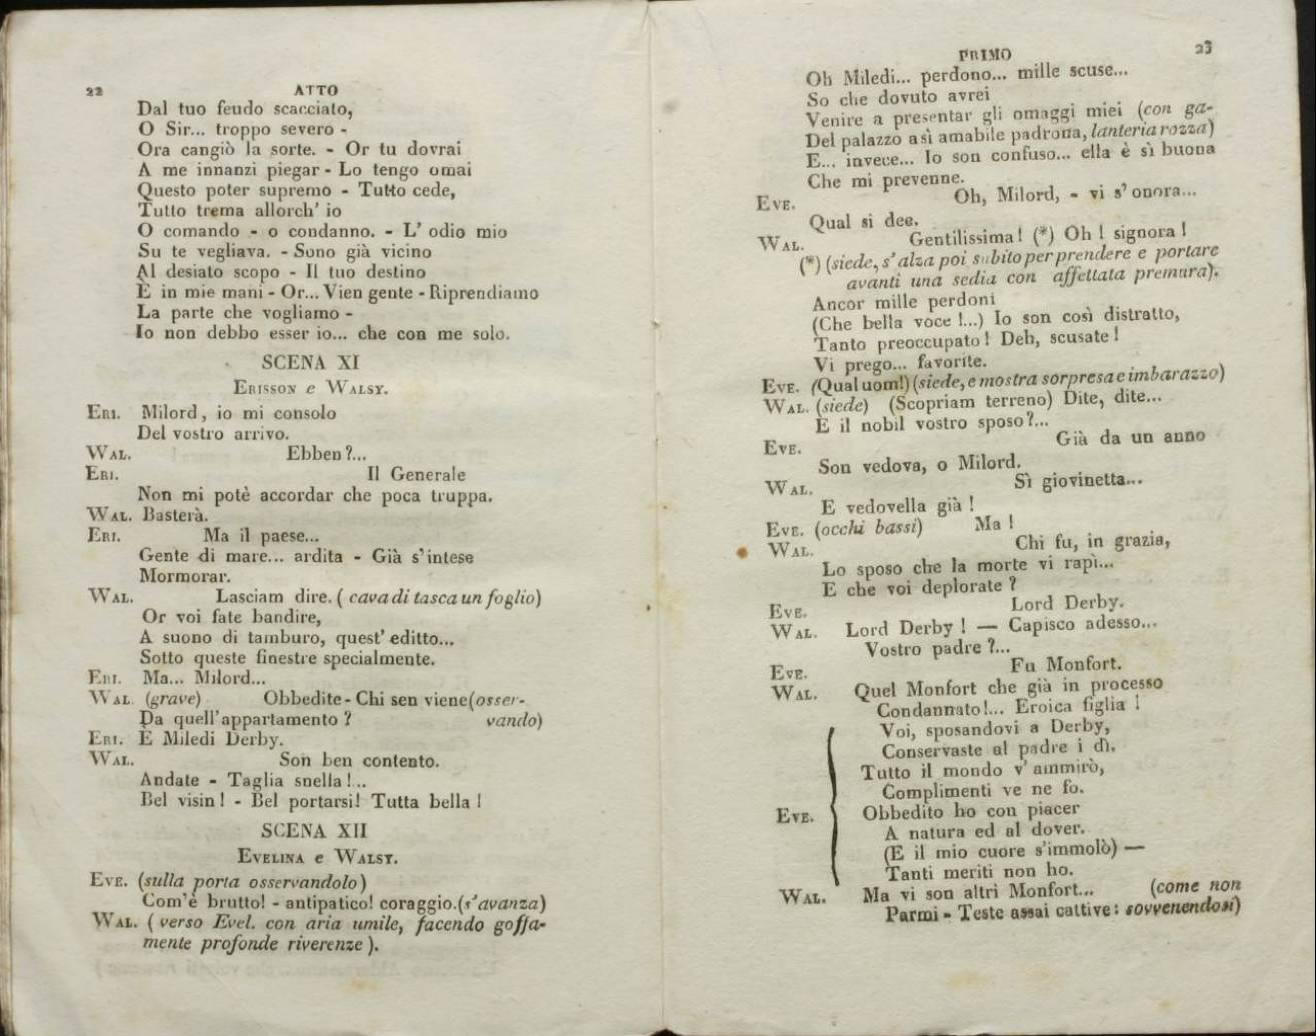 22 ATTO
Dal tuo feudo scacciato,
O Sir... troppo severo -
Ora cangiò la sorte. - Or tu dovrai
A me innanzi piegar - Lo tengo omai
Questo poter supremo - Tutto cede,
Tutto trema allorch' io
O comando - o condanno. - L' odio mio
Su te vegliava. - Sono già vicino
Al desiato scopo - Il tuo destino
È in mie mani - Or... Vien gente - Riprendiamo
La parte che vogliamo -
Io non debbo esser io... che con me solo.
SCENA XI
ERISSON e WALSY.
ERI. Milord, io mi consolo
Del vostro arrivo.
WAL. Ebben?...
ERI. Il Generale
Non mi potè accordar che poca truppa.
WAL. Basterà.
ERI. Ma il paese...
Gente di mare... ardita - Già s'intese
Mormorar.
WAL. Lasciam dire. (cava di tasca un foglio)
Or voi fate bandire,
A suono di tamburo, quest' editto...
Sotto queste finestre specialmente.
ERI. Ma... Milord...
WAL. (grave) Obbedite - Chi sen viene (osser-
Da quell'appartamento? vando)
ERI. È Miledi Derby.
WAL. Son ben contento.
Andate - Taglia snella!...
Bel visin! - Bel portarsi! Tutta bella!
SCENA XII
EVELINA e WALSY.
EVE. (sulla porta osservandolo)
Com'è brutto! - antipatico! coraggio. (s'avanza)
WAL. (verso Evel. con aria umile, facendo goffa-
mente profonde riverenze).
PRIMO 23
Oh Miledi... perdono... mille scuse...
So che dovuto avrei
Venire a presentar gli omaggi miei (con ga-
Del palazzo a sì amabile padrona, lanteria rozza)
E... invece... Io son confuso... ella è sì buona
Che mi prevenne.
EVE. Oh, Milord, - vi s'onora...
Qual si dee.
WAL. Gentilissima! (*) Oh! signora!
(*) (siede, s'alza poi subito per prendere e portare
avanti una sedia con affettata premura).
Ancor mille perdoni
(Che bella voce!...) Io son così distratto,
Tanto preoccupato! Deh, scusate!
Vi prego... favorite.
EVE. (Qual uom!) (siede, e mostra sorpresa e imbarazzo)
WAL. (siede) (Scopriam terreno) Dite, dite...
E il nobil vostro sposo?...
EVE. Già da un anno
Son vedova, o Milord.
WAL. Sì giovinetta...
E vedovella già!
EVE. (occhi bassi) Ma!
WAL. Chi fu, in grazia,
Lo sposo che la morte vi rapì...
E che voi deplorate?
EVE. Lord Derby.
WAL. Lord Derby! — Capisco adesso...
Vostro padre?...
EVE. Fu Monfort.
WAL. Quel Monfort che già in processo
Condannato!... Eroica figlia!
Voi, sposandovi a Derby,
Conservaste al padre i dì.
Tutto il mondo v' ammirò,
Complimenti ve ne fo.
EVE. Obbedito ho con piacer
A natura ed al dover.
(E il mio cuore s'immolò) —
Tanti meriti non ho.
WAL. Ma vi son altri Monfort... (come non
Parmi - Teste assai cattive: sovvenendosi)